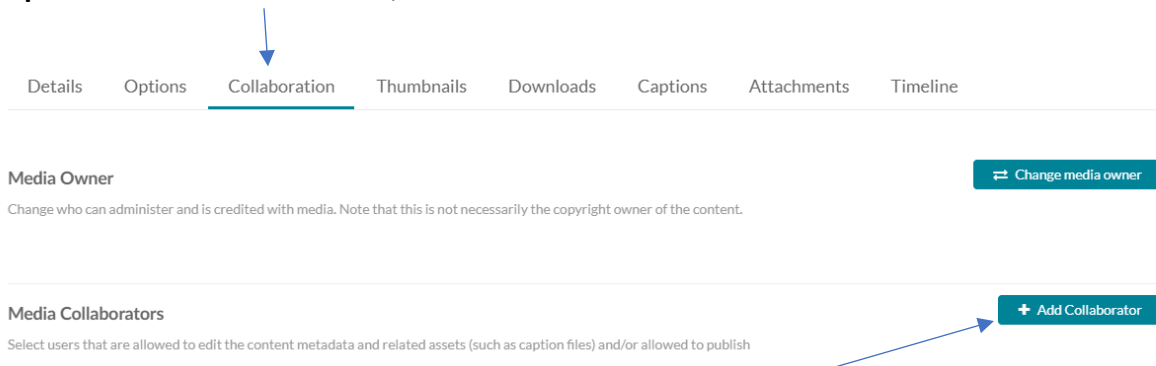 Details Options Collaboration Thumbnails Downloads Captions Attachments Timeline
Media Owner
Change media owner
Change who can administer and is credited with media. Note that this is not necessarily the copyright owner of the content.
Media Collaborators
+ Add Collaborator
Select users that are allowed to edit the content metadata and related assets (such as caption files) and/or allowed to publish